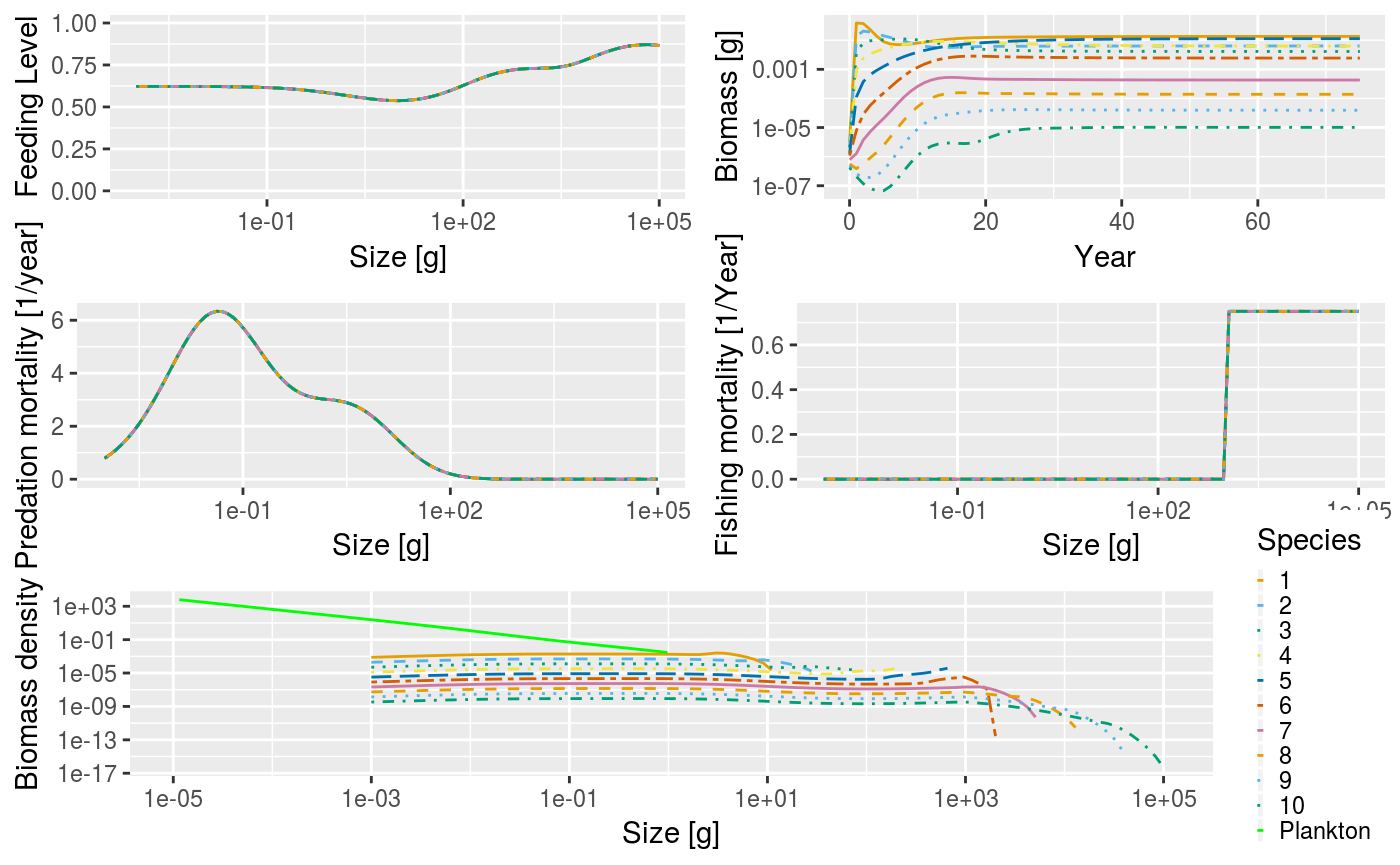 Feeding Level
1.00
0.75
0.50
0.25
0.00
1e-01
1e+02
1e+05
Size [g]
Biomass [g]
0.001
1e-05
1e-07
0
20
40
60
Year
Predation mortality [1/year]
6
4
2
0
1e-01
1e+02
1e+05
Size [g]
Fishing mortality [1/Year]
0.6
0.4
0.2
0.0
1e-01
1e+02
1e+05
Size [g]
Biomass density
1e+03
1e-01
1e-05
1e-09
1e-13
1e-17
1e-05
1e-03
1e-01
1e+01
1e+03
1e+05
Size [g]
Species
1
2
3
4
5
6
7
8
9
10
Plankton